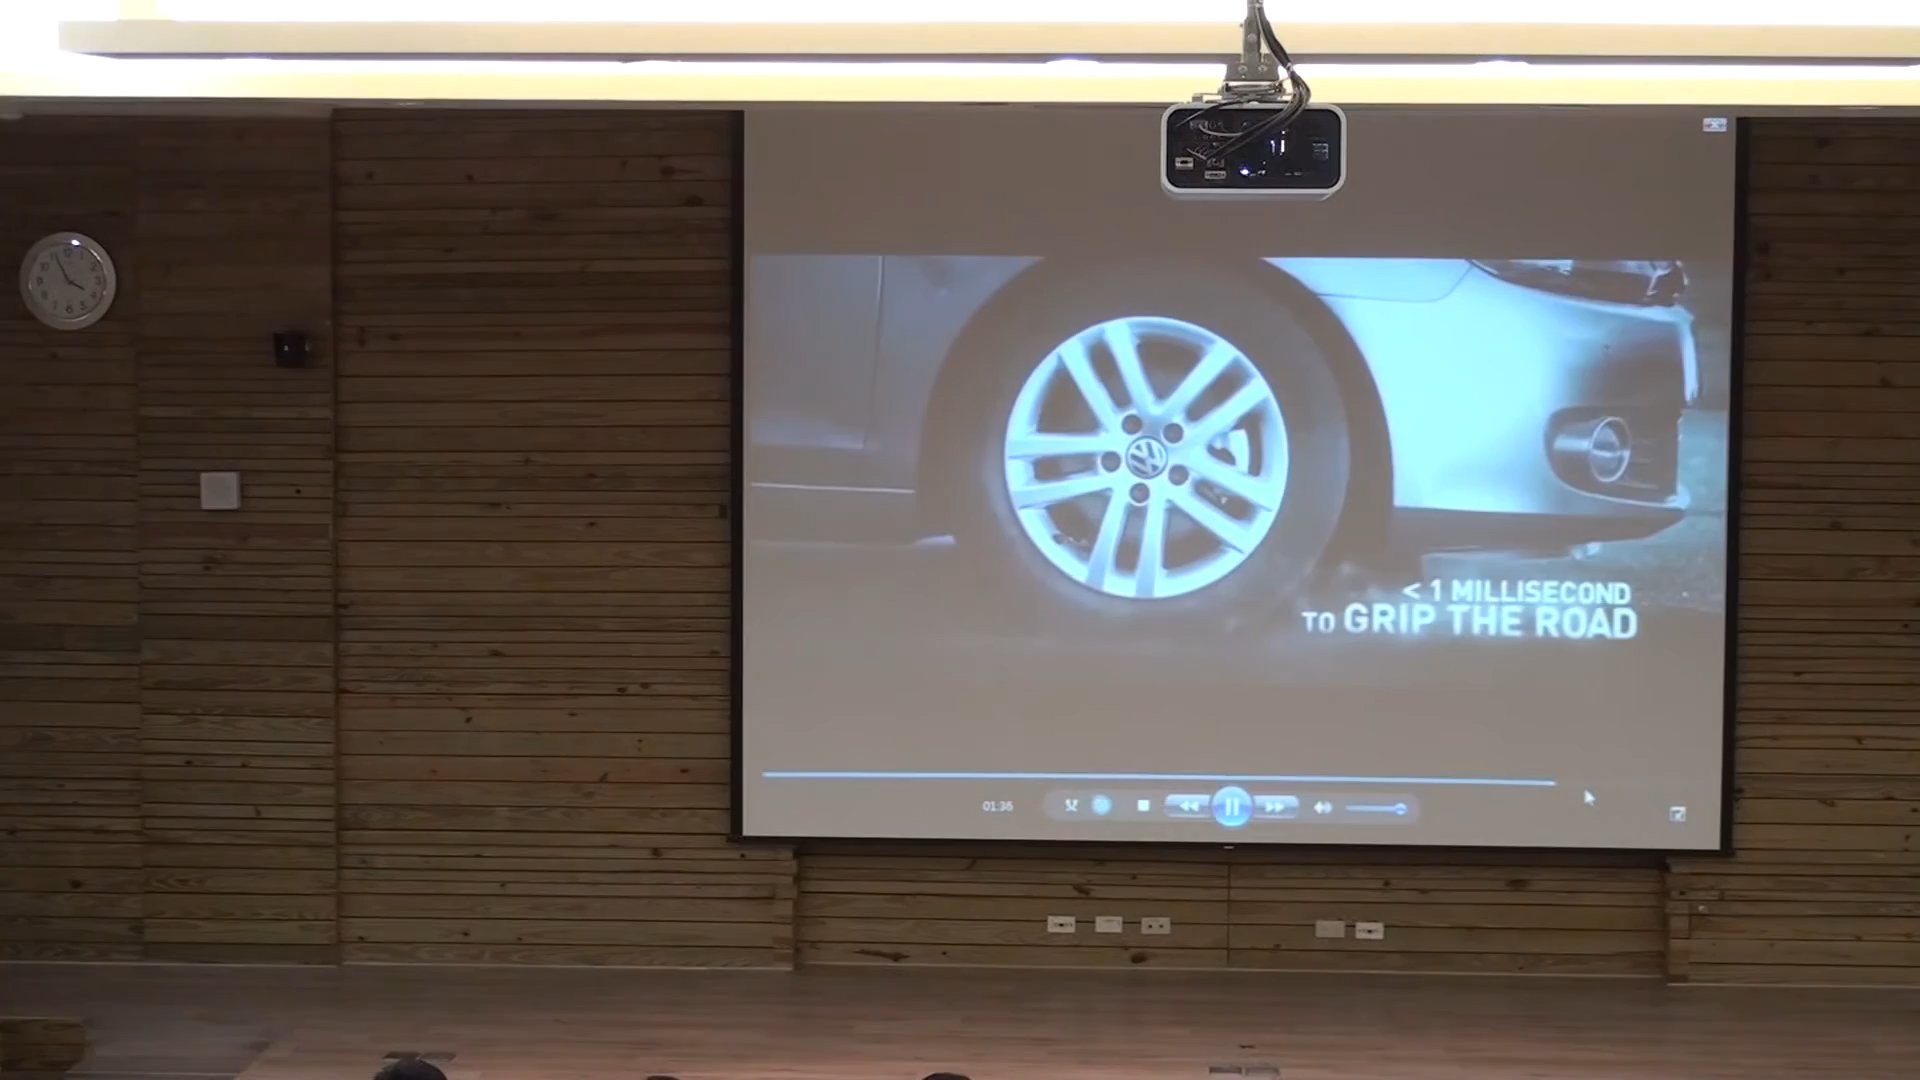 < 1 MILLISECOND
TO GRIP THE ROAD
01:36